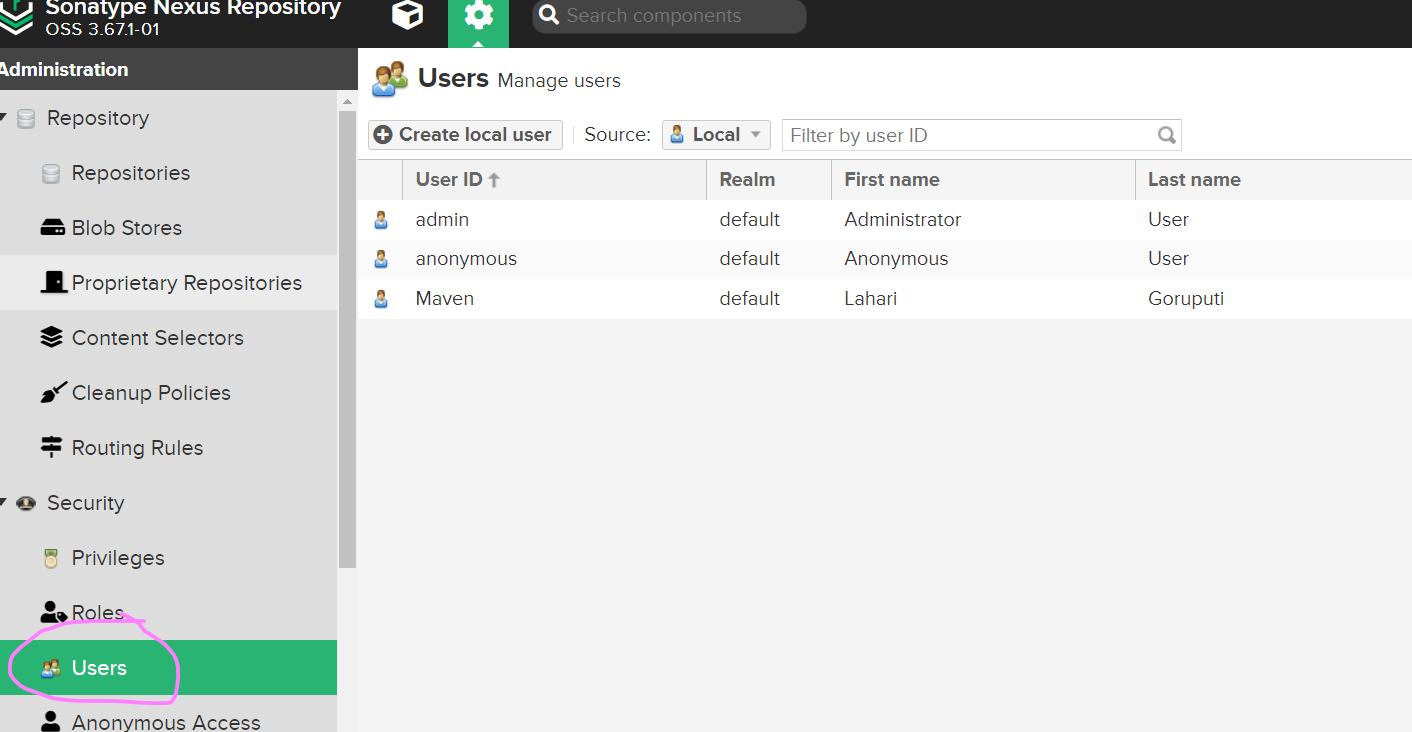 Sonatype Nexus Repository
OSS 3.67.1-01
Search components
Administration
Repository
Repositories
Blob Stores
Proprietary Repositories
Content Selectors
Cleanup Policies
Routing Rules
Security
Privileges
Roles
Users
Anonymous Access
Users Manage users
Create local user Source: Local Filter by user ID
User ID Realm First name Last name
admin default Administrator User
anonymous default Anonymous User
Maven default Lahari Goruputi